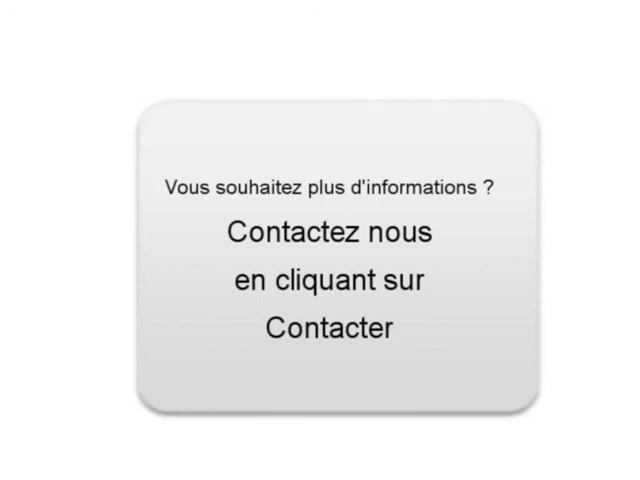 Vous souhaitez plus d'informations ?
Contactez nous
en cliquant sur
Contacter